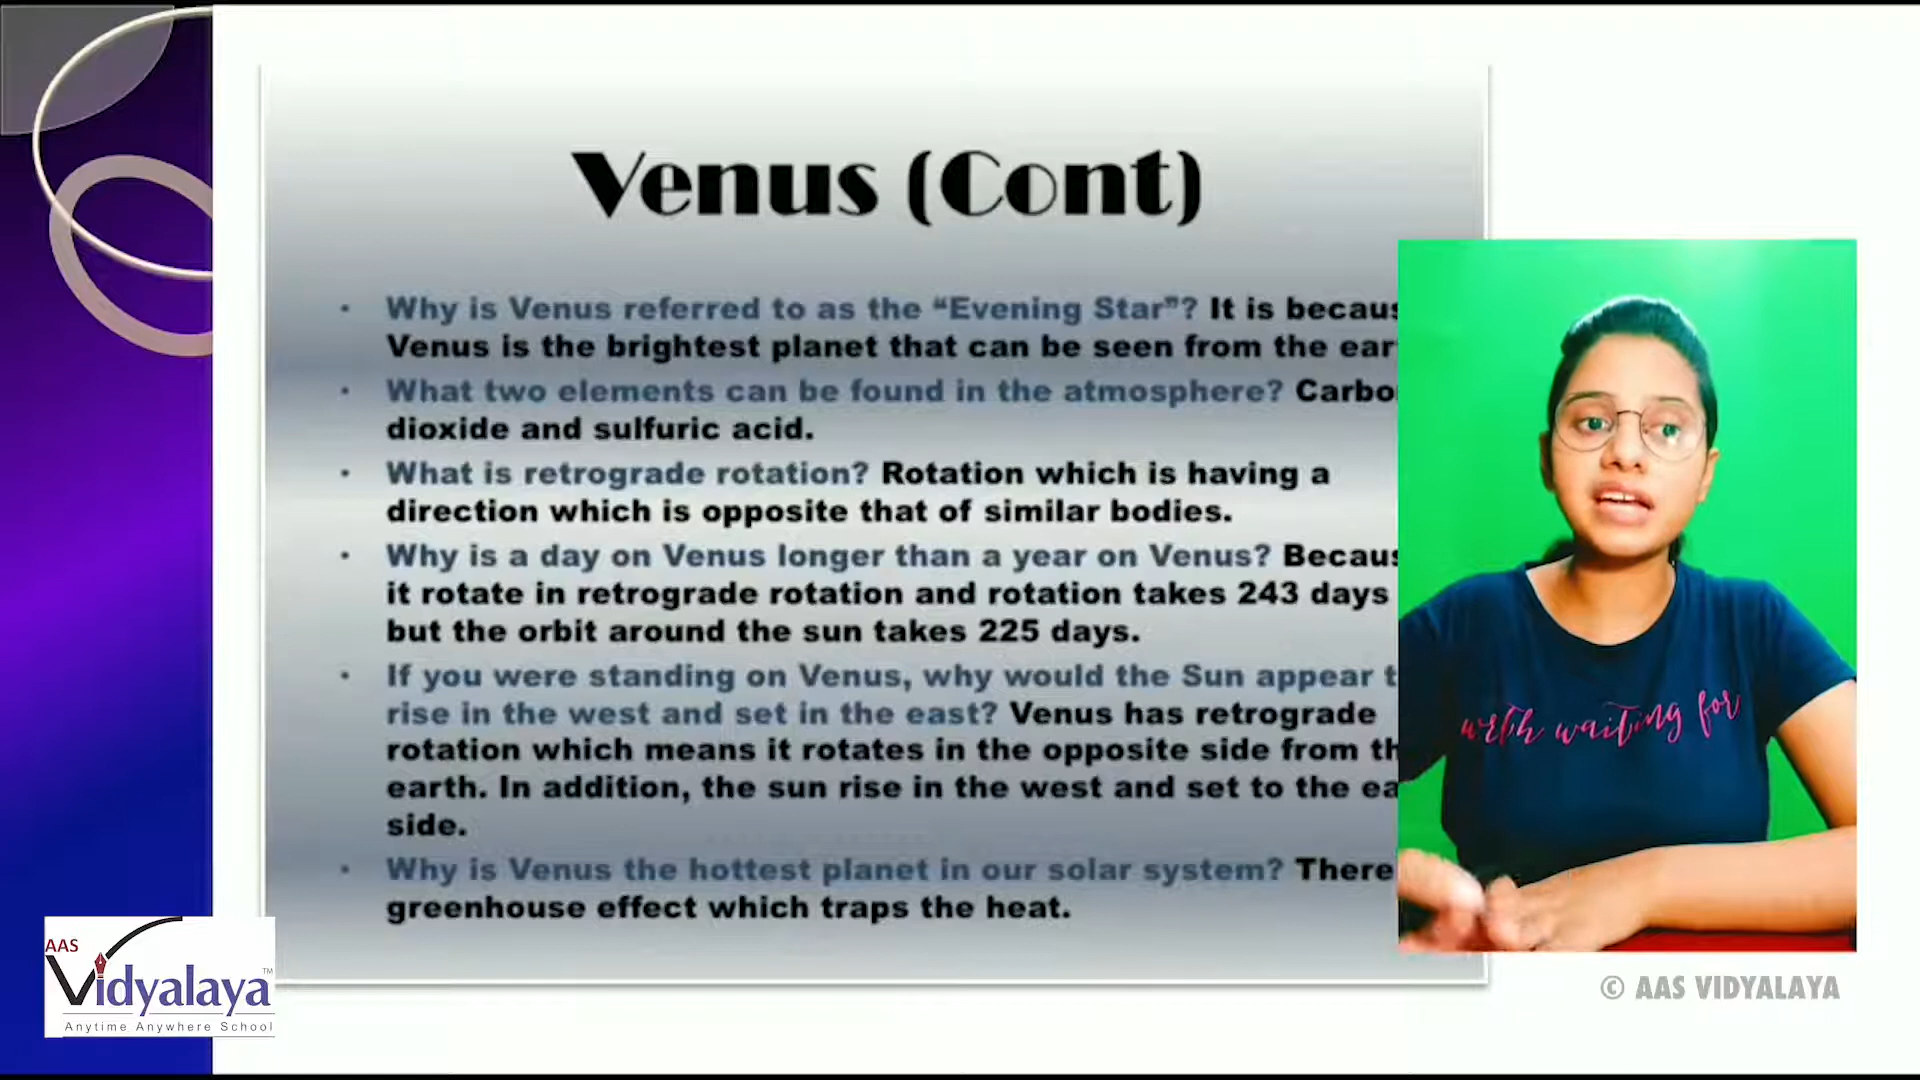 Venus (Cont)
• Why is Venus referred to as the “Evening Star”? It is
Venus is the brightest planet that can be seen from the
• What two elements can be found in the atmosphere?
dioxide and sulfuric acid.
• What is retrograde rotation? Rotation which is having a
direction which is opposite that of similar bodies.
• Why is a day on Venus longer than a year on Venus?
it rotate in retrograde rotation and rotation takes 243 days
but the orbit around the sun takes 225 days.
• If you were standing on Venus, why would the Sun appear
rise in the west and set in the east? Venus has retrograde
rotation which means it rotates in the opposite side from
earth. In addition, the sun rise in the west and set to the
side.
• Why is Venus the hottest planet in our solar system? There
greenhouse effect which traps the heat.
worth waiting for
AAS
Vidyalaya™
Anytime Anywhere School
© AAS VIDYALAYA